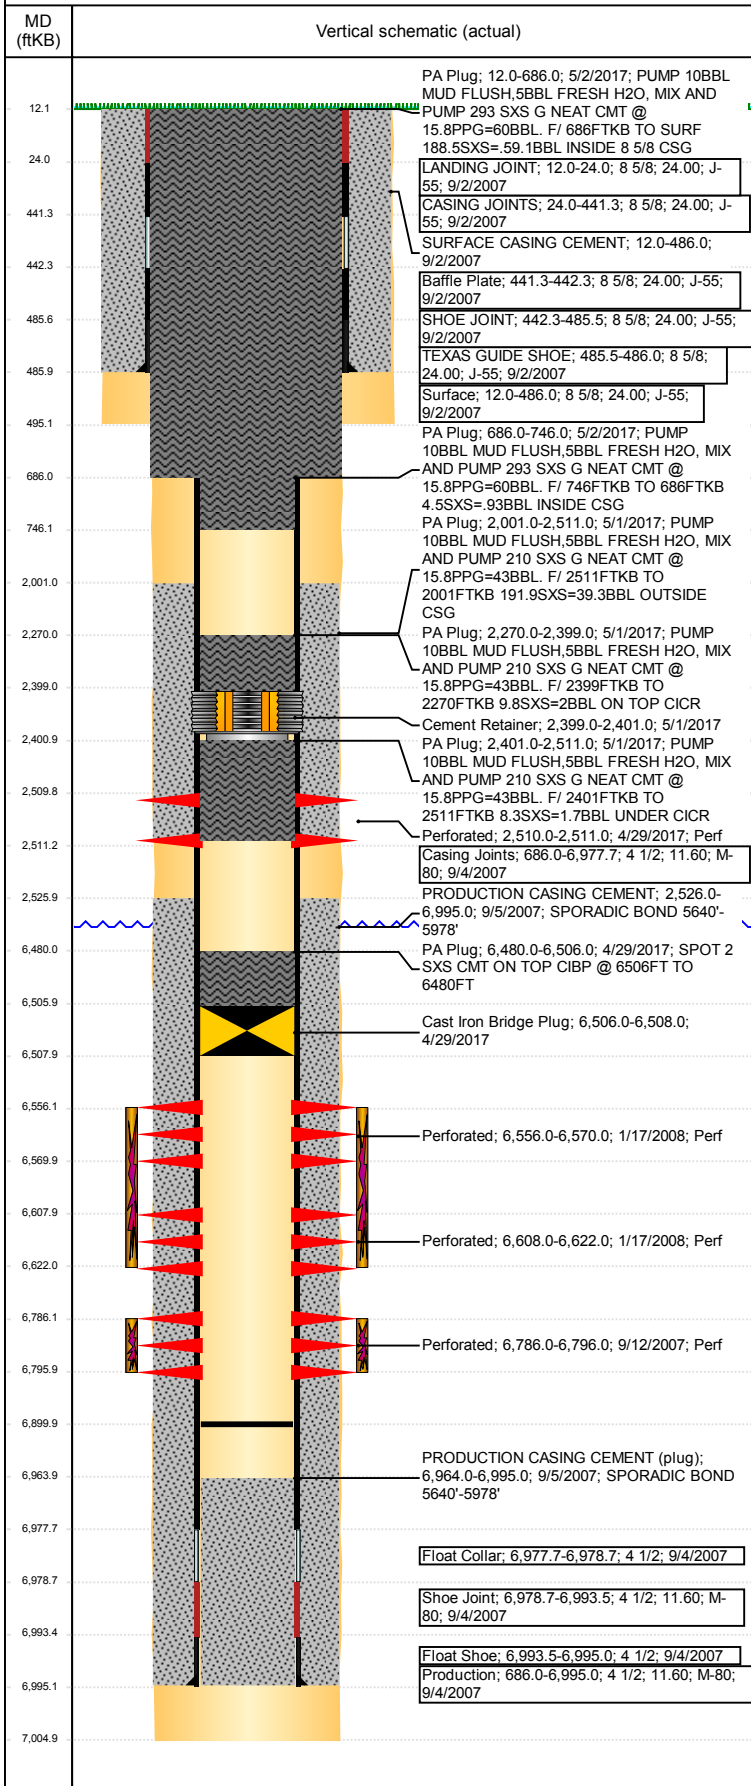 MD
(ftKB)
Vertical schematic (actual)
PA Plug; 12.0-686.0; 5/2/2017; PUMP 10BBL
MUD FLUSH,5BBL FRESH H2O, MIX AND
PUMP 293 SXS G NEAT CMT @
15.8PPG=60BBL. F/ 686FTKB TO SURF
188.5SXS=.59.1BBL INSIDE 8 5/8 CSG
LANDING JOINT; 12.0-24.0; 8 5/8; 24.00; J-
55; 9/2/2007
CASING JOINTS; 24.0-441.3; 8 5/8; 24.00; J-
55; 9/2/2007
SURFACE CASING CEMENT; 12.0-486.0;
9/2/2007
Baffle Plate; 441.3-442.3; 8 5/8; 24.00; J-55;
9/2/2007
SHOE JOINT; 442.3-485.5; 8 5/8; 24.00; J-55;
9/2/2007
TEXAS GUIDE SHOE; 485.5-486.0; 8 5/8;
24.00; J-55; 9/2/2007
Surface; 12.0-486.0; 8 5/8; 24.00; J-55;
9/2/2007
PA Plug; 686.0-746.0; 5/2/2017; PUMP
10BBL MUD FLUSH,5BBL FRESH H2O, MIX
AND PUMP 293 SXS G NEAT CMT @
15.8PPG=60BBL. F/ 746FTKB TO 686FTKB
4.5SXS=.93BBL INSIDE CSG
PA Plug; 2,001.0-2,511.0; 5/1/2017; PUMP
10BBL MUD FLUSH,5BBL FRESH H2O, MIX
AND PUMP 210 SXS G NEAT CMT @
15.8PPG=43BBL. F/ 2511FTKB TO
2001FTKB 191.9SXS=39.3BBL OUTSIDE
CSG
PA Plug; 2,270.0-2,399.0; 5/1/2017; PUMP
10BBL MUD FLUSH,5BBL FRESH H2O, MIX
AND PUMP 210 SXS G NEAT CMT @
15.8PPG=43BBL. F/ 2399FTKB TO
2270FTKB 9.8SXS=2BBL ON TOP CICR
Cement Retainer; 2,399.0-2,401.0; 5/1/2017
PA Plug; 2,401.0-2,511.0; 5/1/2017; PUMP
10BBL MUD FLUSH,5BBL FRESH H2O, MIX
AND PUMP 210 SXS G NEAT CMT @
15.8PPG=43BBL. F/ 2401FTKB TO
2511FTKB 8.3SXS=1.7BBL UNDER CICR
Perforated; 2,510.0-2,511.0; 4/29/2017; Perf
Casing Joints; 686.0-6,977.7; 4 1/2; 11.60; M-
80; 9/4/2007
PRODUCTION CASING CEMENT; 2,526.0-
6,995.0; 9/5/2007; SPORADIC BOND 5640'-
5978'
PA Plug; 6,480.0-6,506.0; 4/29/2017; SPOT 2
SXS CMT ON TOP CIBP @ 6506FT TO
6480FT
Cast Iron Bridge Plug; 6,506.0-6,508.0;
4/29/2017
Perforated; 6,556.0-6,570.0; 1/17/2008; Perf
Perforated; 6,608.0-6,622.0; 1/17/2008; Perf
Perforated; 6,786.0-6,796.0; 9/12/2007; Perf
PRODUCTION CASING CEMENT (plug);
6,964.0-6,995.0; 9/5/2007; SPORADIC BOND
5640'-5978'
Float Collar; 6,977.7-6,978.7; 4 1/2; 9/4/2007
Shoe Joint; 6,978.7-6,993.5; 4 1/2; 11.60; M-
80; 9/4/2007
Float Shoe; 6,993.5-6,995.0; 4 1/2; 9/4/2007
Production; 686.0-6,995.0; 4 1/2; 11.60; M-80;
9/4/2007
12.1
24.0
441.3
442.3
485.6
485.9
495.1
686.0
746.1
2,001.0
2,270.0
2,399.0
2,400.9
2,509.8
2,511.2
2,525.9
6,480.0
6,505.9
6,507.9
6,556.1
6,569.9
6,607.9
6,622.0
6,786.1
6,795.9
6,899.9
6,963.9
6,977.7
6,978.7
6,993.4
6,995.1
7,004.9